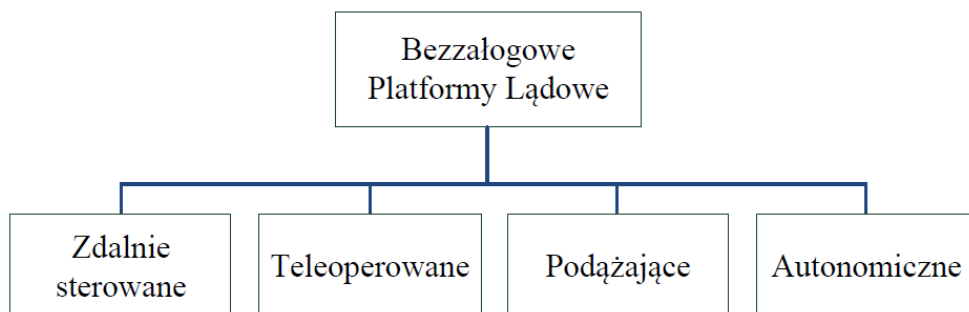 Bezzałogowe
Platformy Lądowe
Zdalnie
sterowane
Teleoperowane
Podążające
Autonomiczne